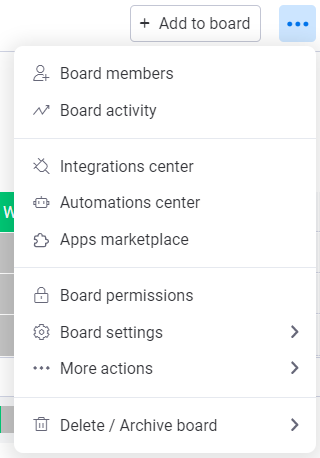 + Add to board
Board members
Board activity
Integrations center
Automations center
Apps marketplace
W
Board permissions
Board settings
More actions
Delete / Archive board